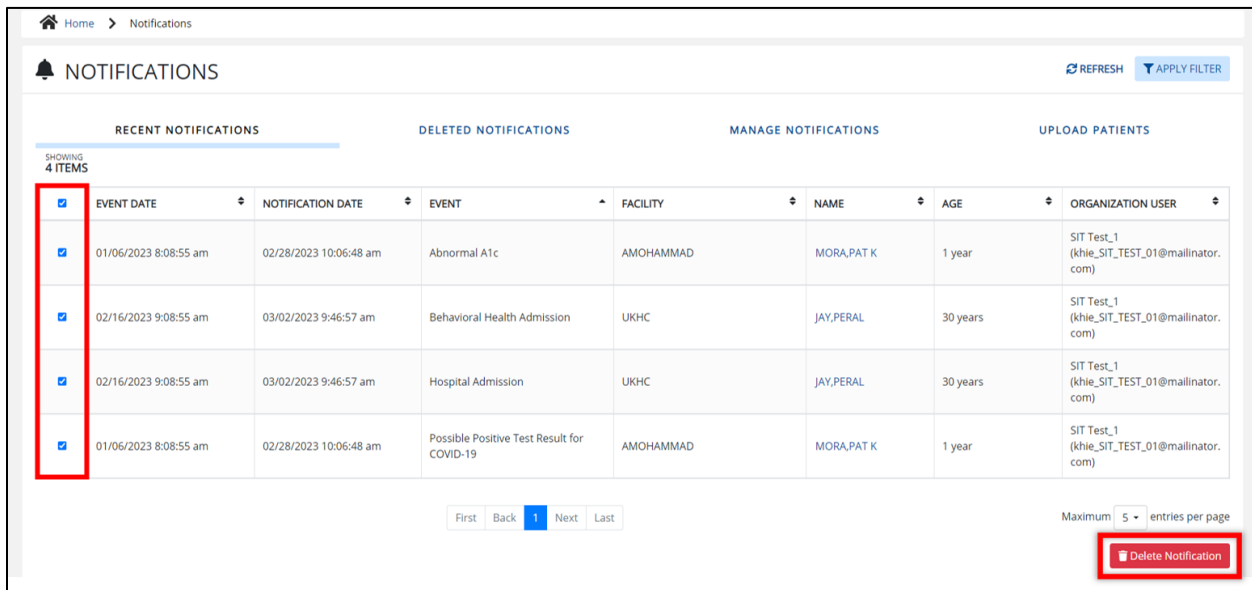 Home > Notifications
NOTIFICATIONS
REFRESH
APPLY FILTER
RECENT NOTIFICATIONS
DELETED NOTIFICATIONS
MANAGE NOTIFICATIONS
UPLOAD PATIENTS
SHOWING
4 ITEMS
EVENT DATE NOTIFICATION DATE EVENT FACILITY NAME AGE ORGANIZATION USER
01/06/2023 8:08:55 am 02/28/2023 10:06:48 am Abnormal A1c AMOHAMMAD MORA,PAT K 1 year
SIT Test_1
(khie_SIT_TEST_01@mailinator.
com)
02/16/2023 9:08:55 am 03/02/2023 9:46:57 am Behavioral Health Admission UKHC JAY,PERAL 30 years
SIT Test_1
(khie_SIT_TEST_01@mailinator.
com)
02/16/2023 9:08:55 am 03/02/2023 9:46:57 am Hospital Admission UKHC JAY,PERAL 30 years
SIT Test_1
(khie_SIT_TEST_01@mailinator.
com)
01/06/2023 8:08:55 am 02/28/2023 10:06:48 am
Possible Positive Test Result for
COVID-19
AMOHAMMAD MORA,PAT K 1 year
SIT Test_1
(khie_SIT_TEST_01@mailinator.
com)
First Back 1 Next Last
Maximum 5 entries per page
Delete Notification